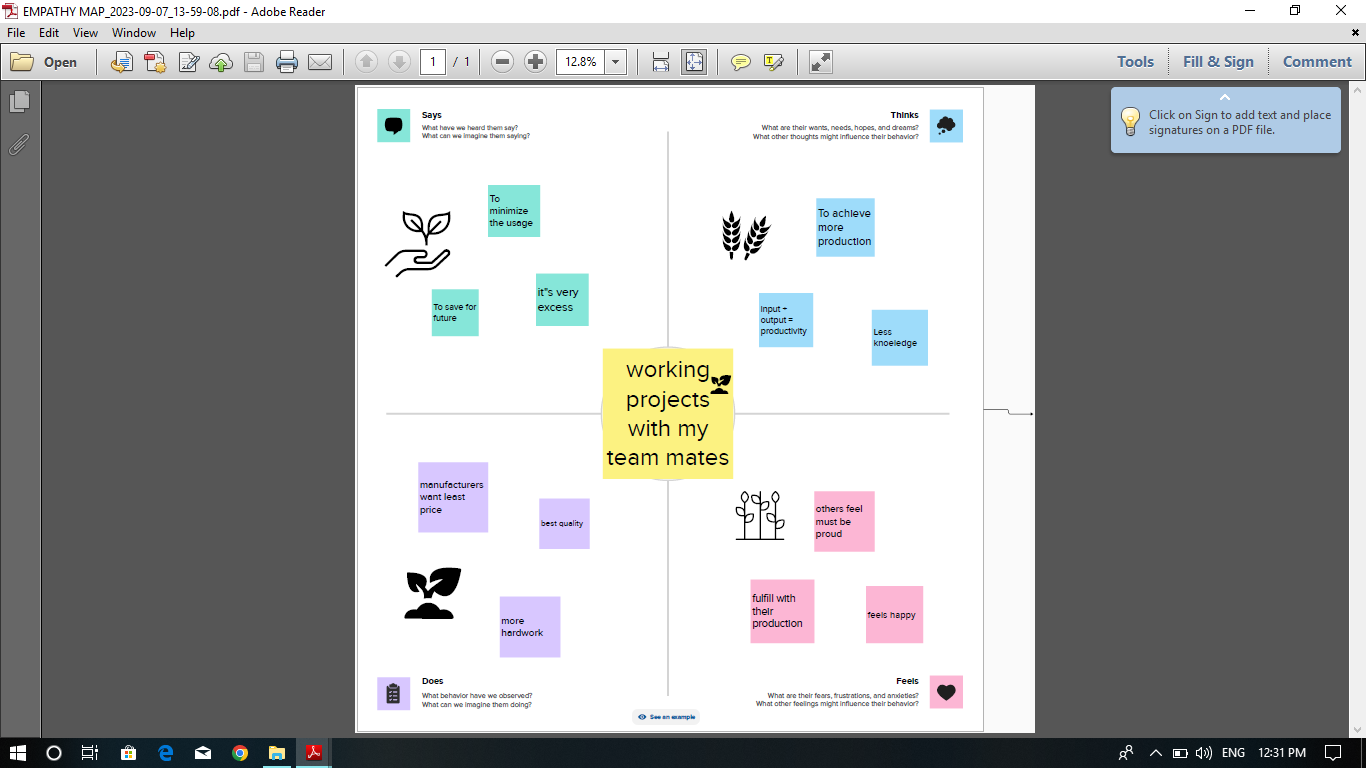 EMPATHY MAP_2023-09-07_13-59-08.pdf - Adobe Reader
File Edit View Window Help
Open
1 / 1
12.8%
Tools Fill & Sign Comment
Click on Sign to add text and place
signatures on a PDF file.
Says
What have we heard them say?
What can we imagine them saying?
Thinks
What are their wants, needs, hopes, and dreams?
What other thoughts might influence their behavior?
To
minimize
the usage
To save for
future
it"s very
excess
To achieve
more
production
Input +
output =
productivity
Less
knoeledge
working
projects
with my
team mates
manufacturers
want least
price
best quality
more
hardwork
others feel
must be
proud
fulfill with
their
production
feels happy
Does
What behavior have we observed?
What can we imagine them doing?
Feels
What are their fears, frustrations, and anxieties?
What other feelings might influence their behavior?
See an example
ENG 12:31 PM